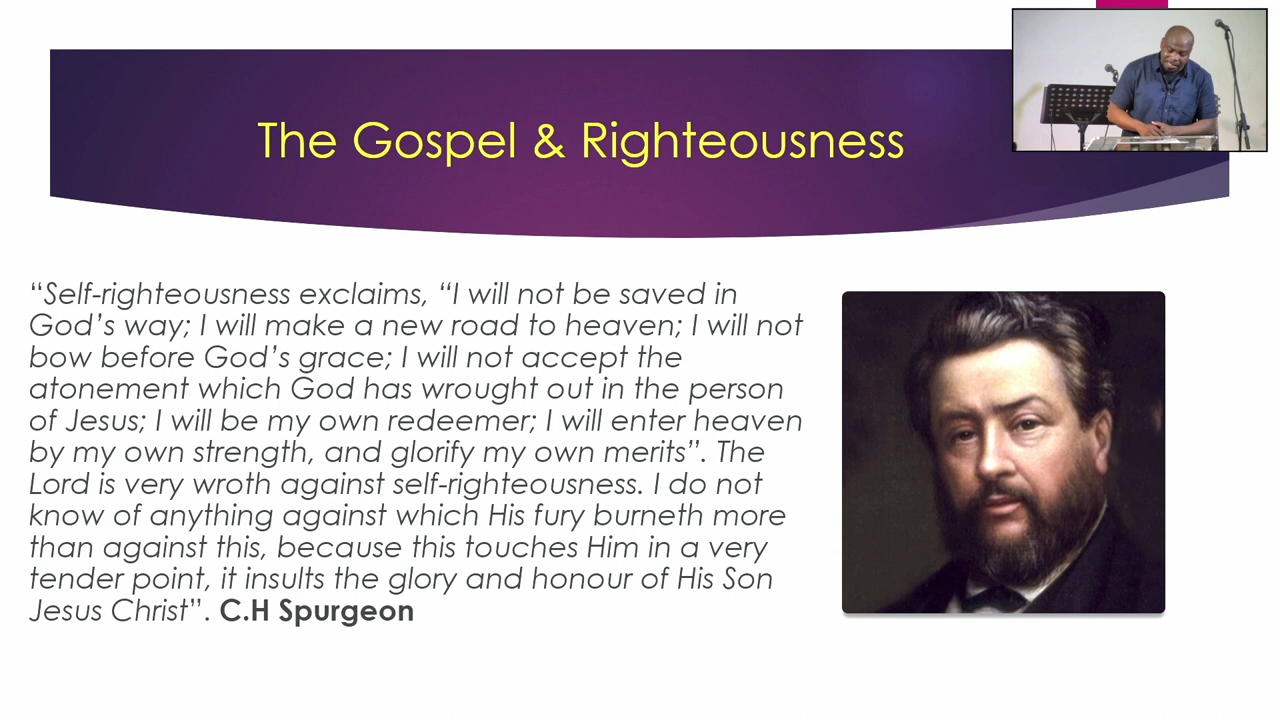 The Gospel & Righteousness
“Self-righteousness exclaims, “I will not be saved in
God’s way; I will make a new road to heaven; I will not
bow before God’s grace; I will not accept the
atonement which God has wrought out in the person
of Jesus; I will be my own redeemer; I will enter heaven
by my own strength, and glorify my own merits”. The
Lord is very wroth against self-righteousness. I do not
know of anything against which His fury burneth more
than against this, because this touches Him in a very
tender point, it insults the glory and honour of His Son
Jesus Christ”. C.H Spurgeon